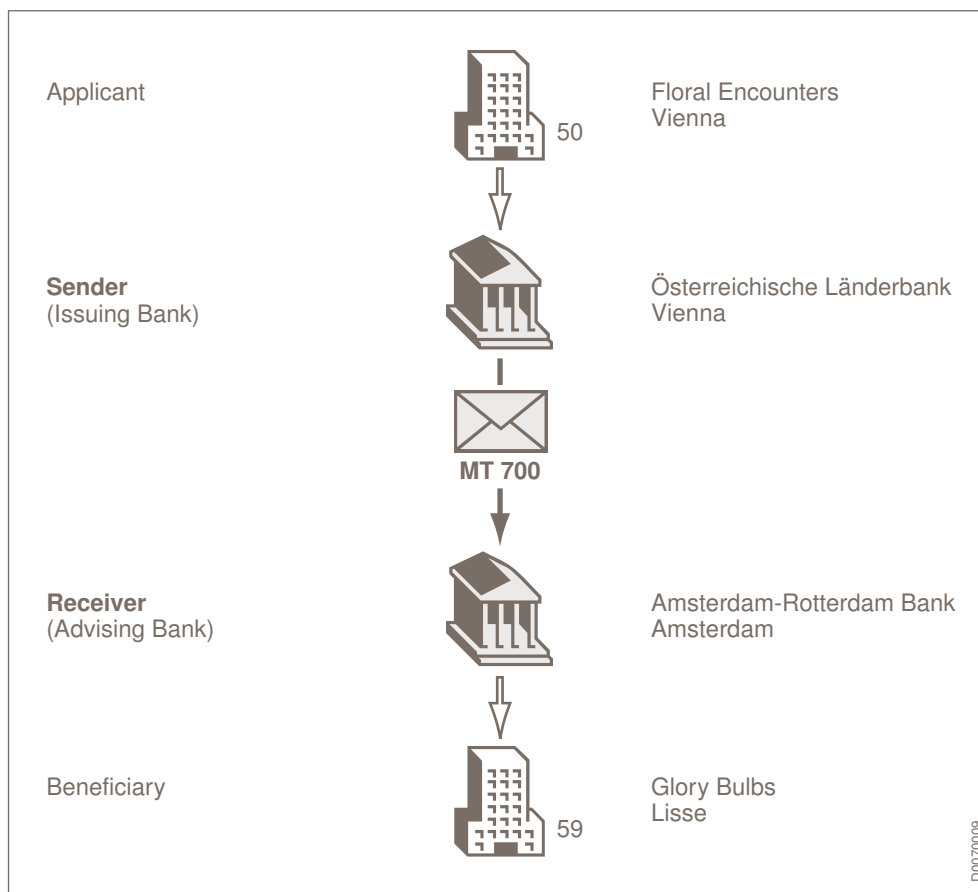 Applicant
50
Floral Encounters
Vienna
Sender
(Issuing Bank)
Österreichische Länderbank
Vienna
MT 700
Receiver
(Advising Bank)
Amsterdam-Rotterdam Bank
Amsterdam
Beneficiary
59
Glory Bulbs
Lisse
D0070009